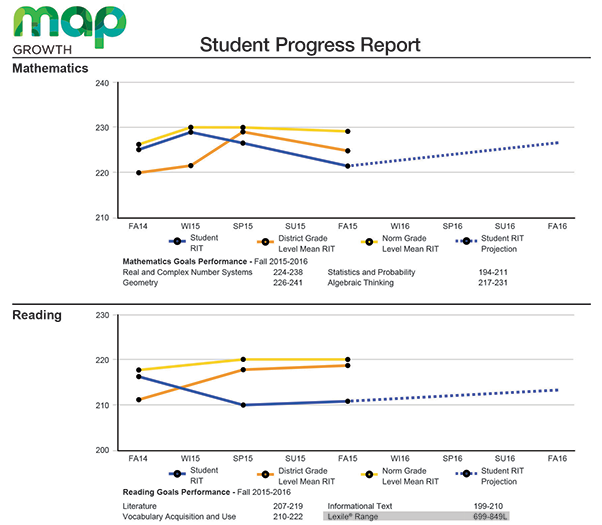 map
GROWTH
Student Progress Report
Mathematics
240
230
220
210
FA14 WI15 SP15 SU15 FA15 WI16 SP16 SU16 FA16
Student RIT
District Grade Level Mean RIT
Norm Grade Level Mean RIT
Student RIT Projection
Mathematics Goals Performance - Fall 2015-2016
Real and Complex Number Systems 224-238 Statistics and Probability 194-211
Geometry 226-241 Algebraic Thinking 217-231
Reading
230
220
210
200
FA14 WI15 SP15 SU15 FA15 WI16 SP16 SU16 FA16
Student RIT
District Grade Level Mean RIT
Norm Grade Level Mean RIT
Student RIT Projection
Reading Goals Performance - Fall 2015-2016
Literature 207-219 Informational Text 199-210
Vocabulary Acquisition and Use 210-222 Lexile® Range 699-849L